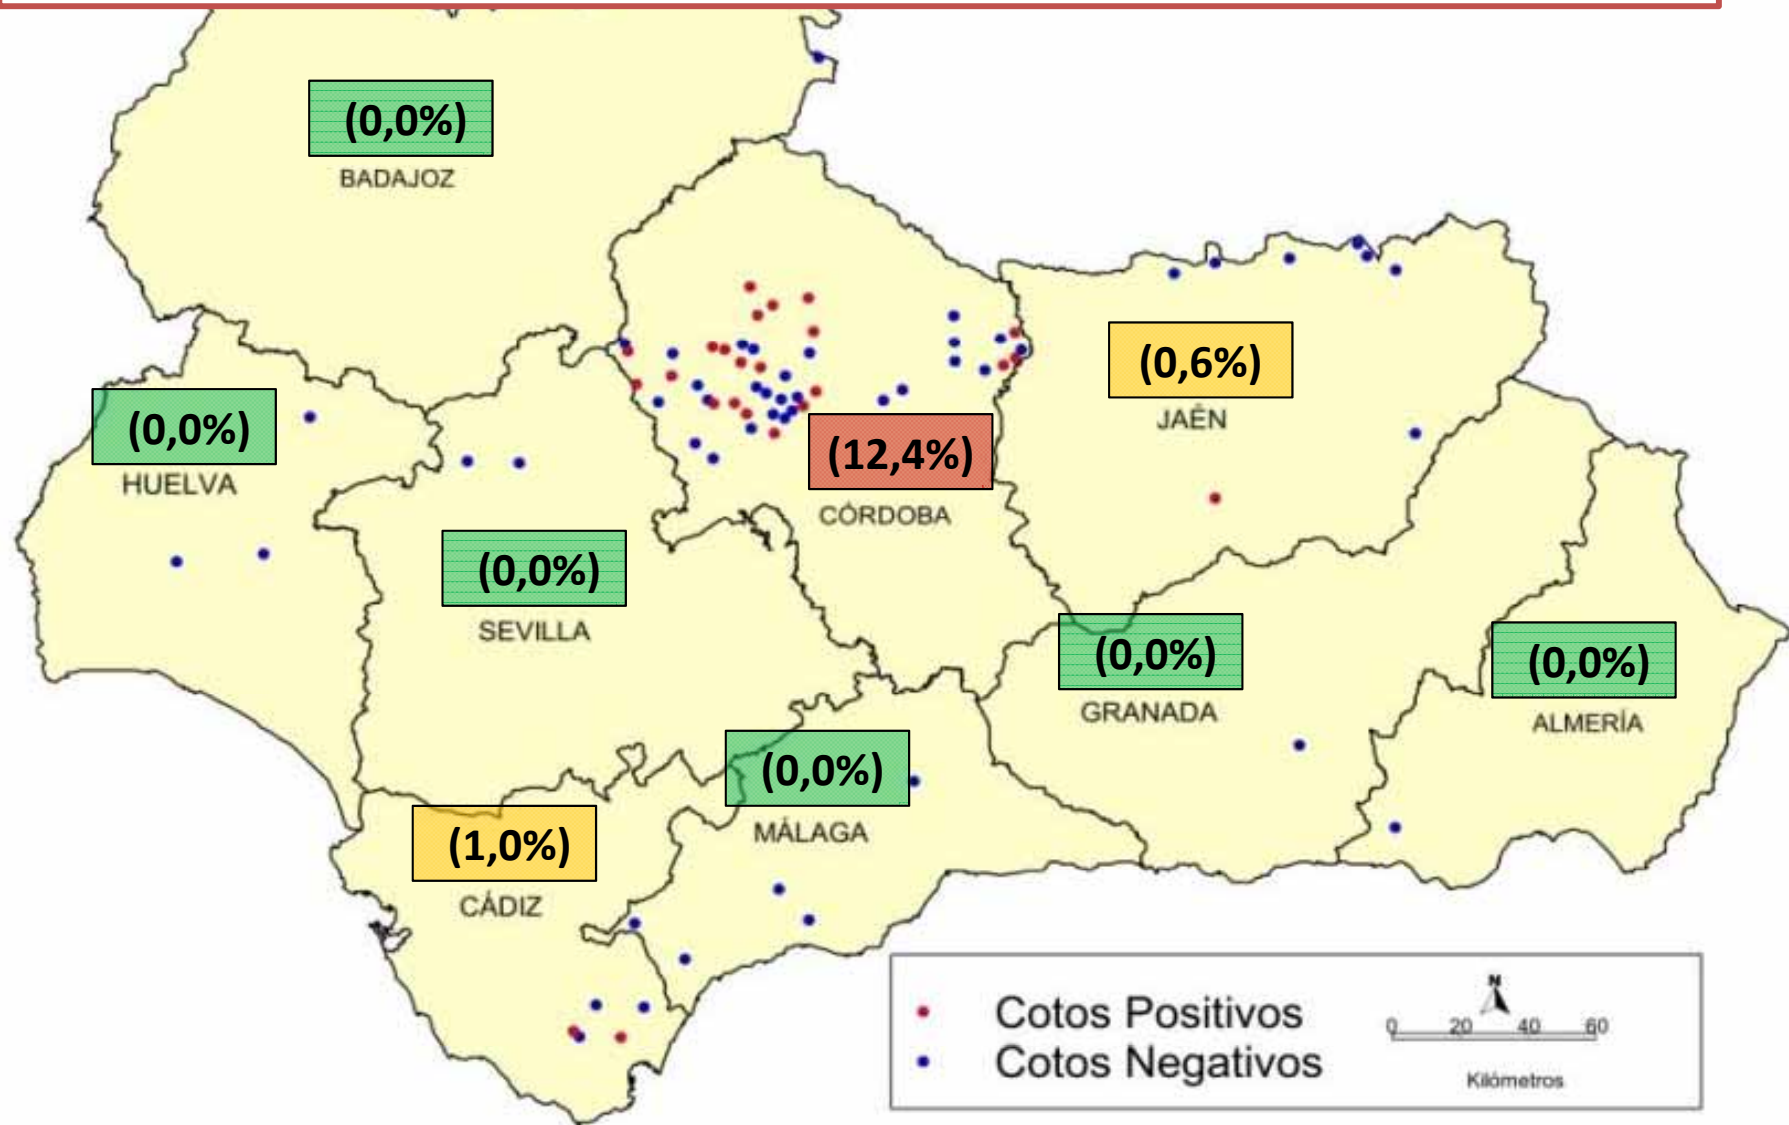 (0,0%)
BADAJOZ
(0,6%)
JAÉN
(0,0%)
HUELVA
(12,4%)
CÓRDOBA
(0,0%)
SEVILLA
(0,0%)
GRANADA
(0,0%)
ALMERÍA
(0,0%)
MÁLAGA
(1,0%)
CÁDIZ
Cotos Positivos
Cotos Negativos
N
0 20 40 60
Kilómetros